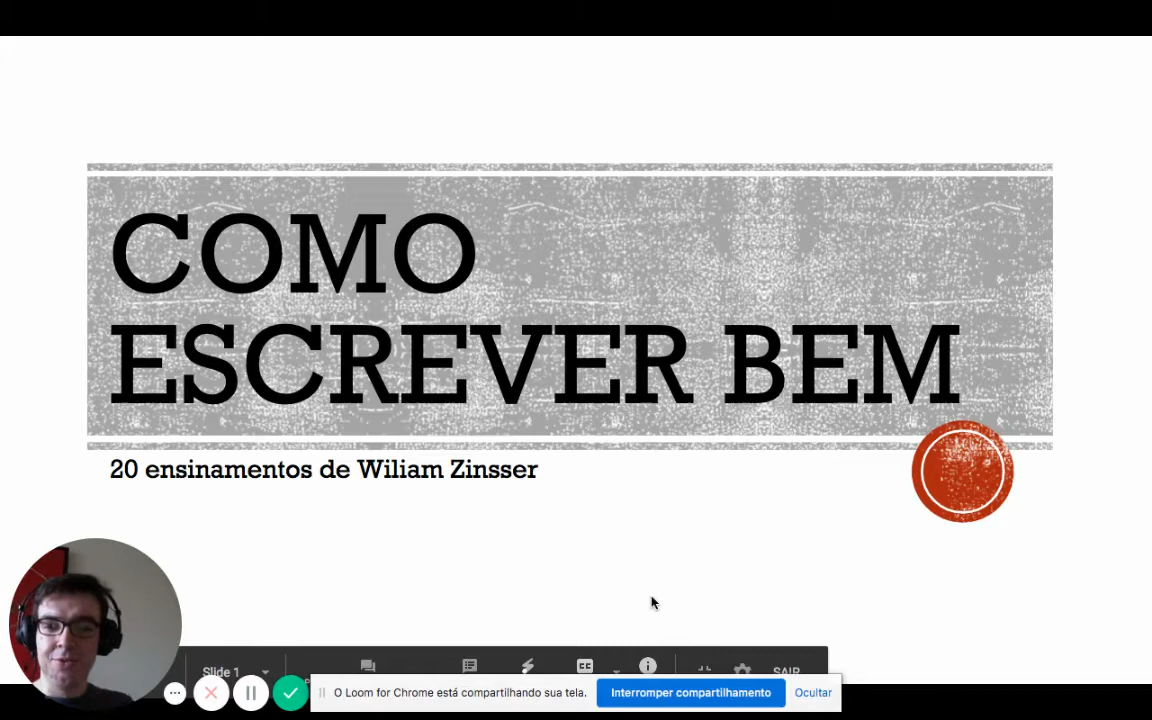 COMO
ESCREVER BEM
20 ensinamentos de Wiliam Zinsser
Slide 1
CC
SAIR
O Loom for Chrome está compartilhando sua tela.
Interromper compartilhamento
Ocultar